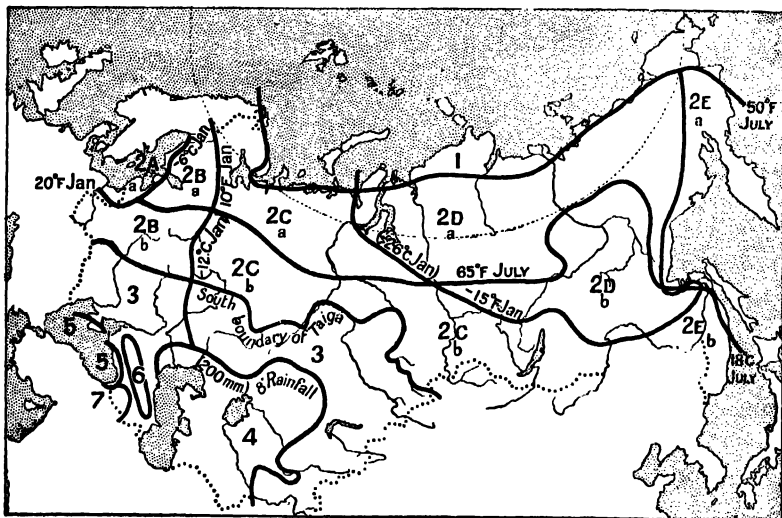 50°F
JULY
2E
a
1
-6°C Jan
2A
a
2B
a
10°F Jan
20°F Jan
2C
a
2D
a
(-26°C Jan)
2B
b
-12°C Jan
2C
b
65°F JULY
-15°F Jan
2D
b
3
South boundary of Taiga
2C
b
2E
b
3
5
5
6
(200mm) 8" Rainfall
18°C
JULY
7
4